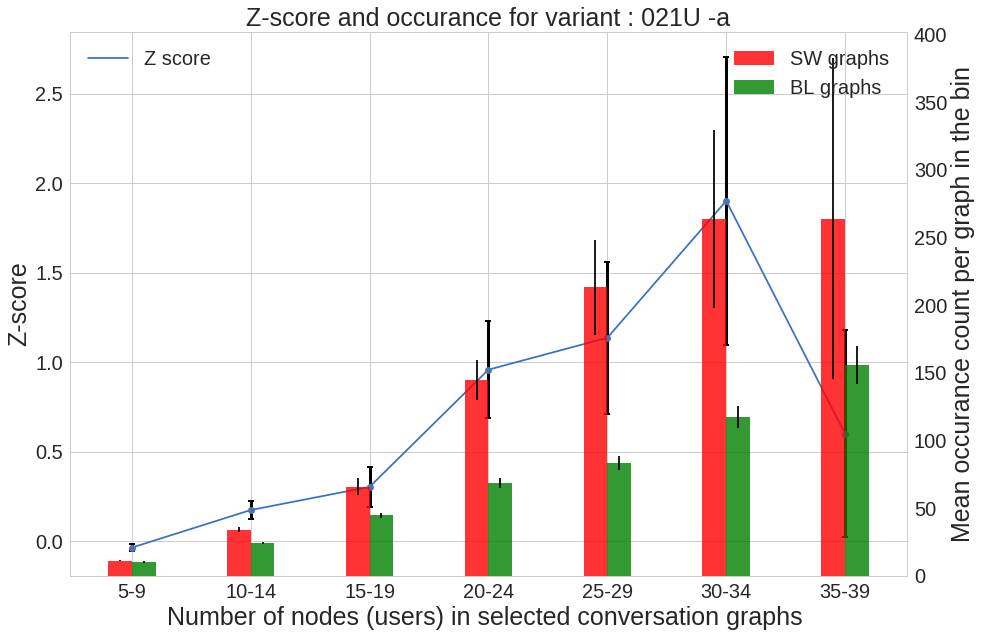 Z-score and occurance for variant : 021U -a
Z score
SW graphs
BL graphs
Z-score
2.5
2.0
1.5
1.0
0.5
0.0
400
350
300
250
200
150
100
50
0
Mean occurance count per graph in the bin
5-9 10-14 15-19 20-24 25-29 30-34 35-39
Number of nodes (users) in selected conversation graphs